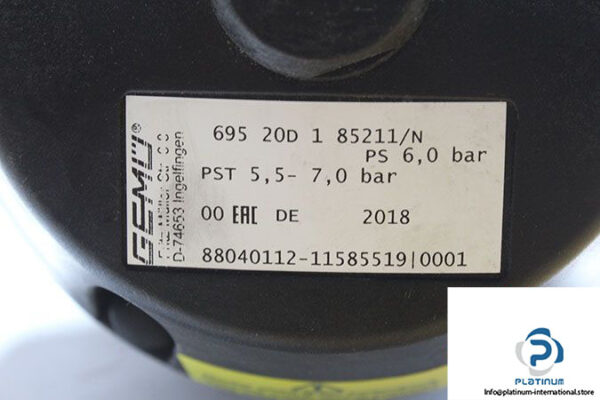 GEMÜ®
D-74653 Ingelfingen
695 20D 1 85211/N
PS 6,0 bar
PST 5,5- 7,0 bar
00 EAC DE 2018
88040112-11585519|0001
PLATINUM
Info@platinum-international.store